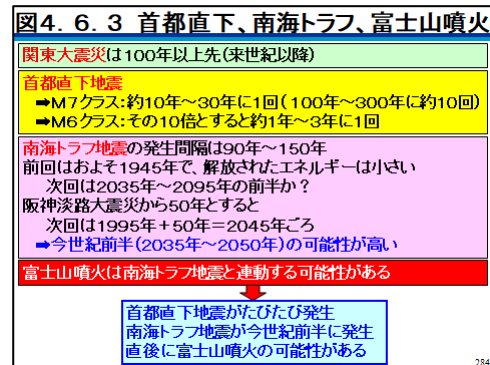 図4．6．3 首都直下、南海トラフ、富士山噴火
関東大震災は100年以上先(来世紀以降)
首都直下地震
➡M7クラス:約10年～30年に1回(100年～300年に約10回)
➡M6クラス:その10倍とすると約1年～3年に1回
南海トラフ地震の発生間隔は90年～150年
前回はおよそ1945年で、解放されたエネルギーは小さい
次回は2035年～2095年の前半か？
阪神淡路大震災から50年とすると
次回は1995年＋50年＝2045年ごろ
➡今世紀前半(2035年～2050年)の可能性が高い
富士山噴火は南海トラフ地震と連動する可能性がある
首都直下地震がたびたび発生
南海トラフ地震が今世紀前半に発生
直後に富士山噴火の可能性がある
284